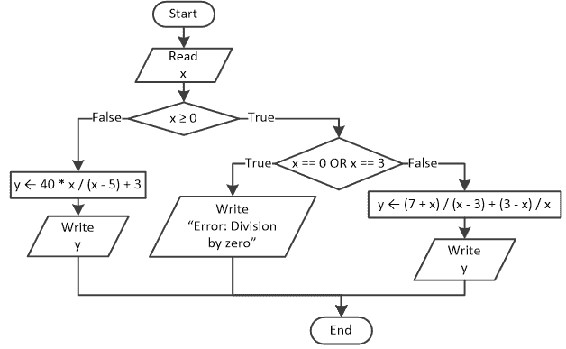 Start
Read
x
False
x ≥ 0
True
True
x == 0 OR x == 3
False
y ← 40 * x / (x - 5) + 3
y ← (7 + x) / (x - 3) + (3 - x) / x
Write
y
Write
“Error: Division
by zero”
Write
y
End